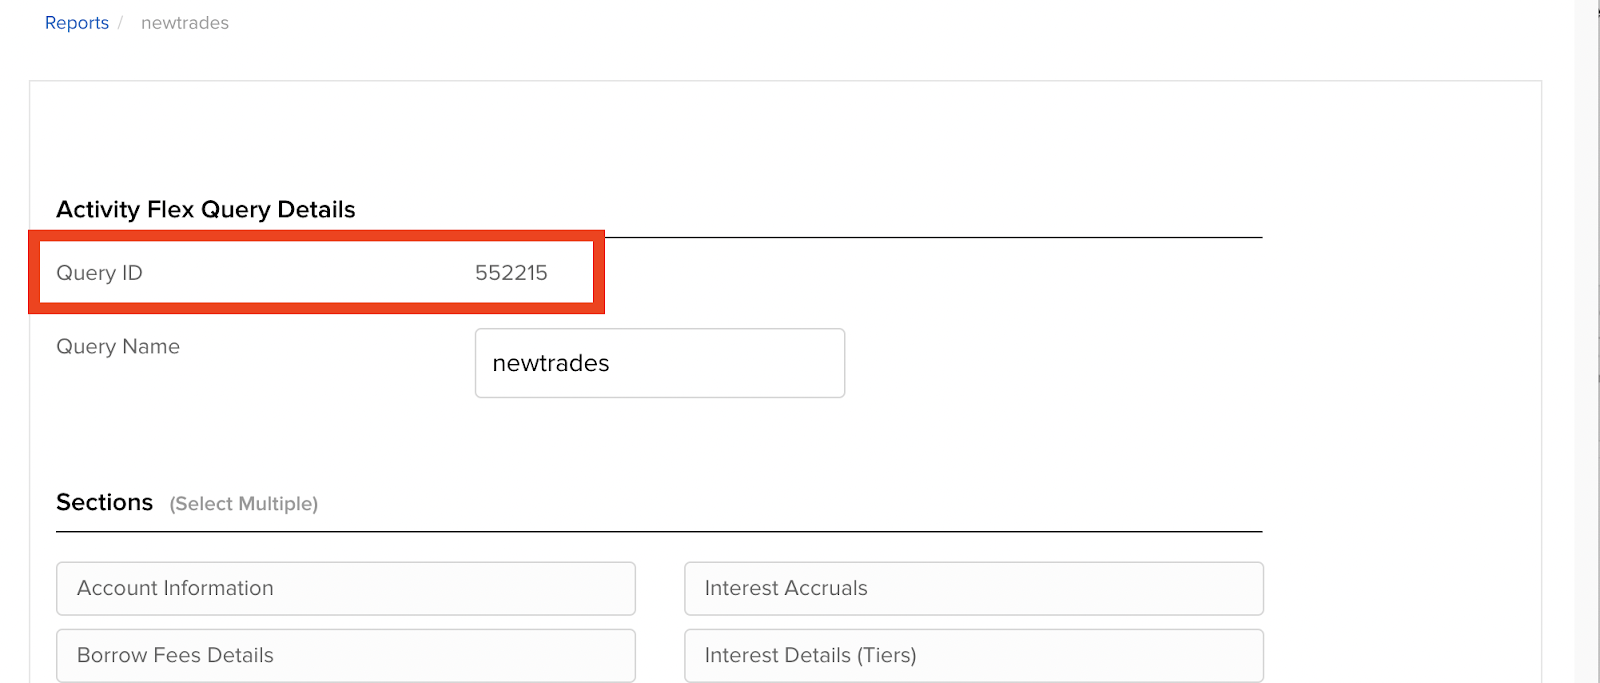 Reports / newtrades
Activity Flex Query Details
Query ID 552215
Query Name newtrades
Sections (Select Multiple)
Account Information Interest Accruals
Borrow Fees Details Interest Details (Tiers)